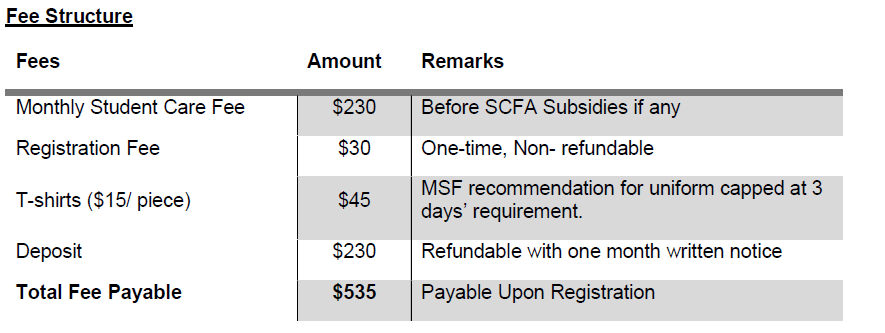 Fee Structure
Fees Amount Remarks
Monthly Student Care Fee $230 Before SCFA Subsidies if any
Registration Fee $30 One-time, Non- refundable
T-shirts ($15/ piece) $45 MSF recommendation for uniform capped at 3
days’ requirement.
Deposit $230 Refundable with one month written notice
Total Fee Payable $535 Payable Upon Registration